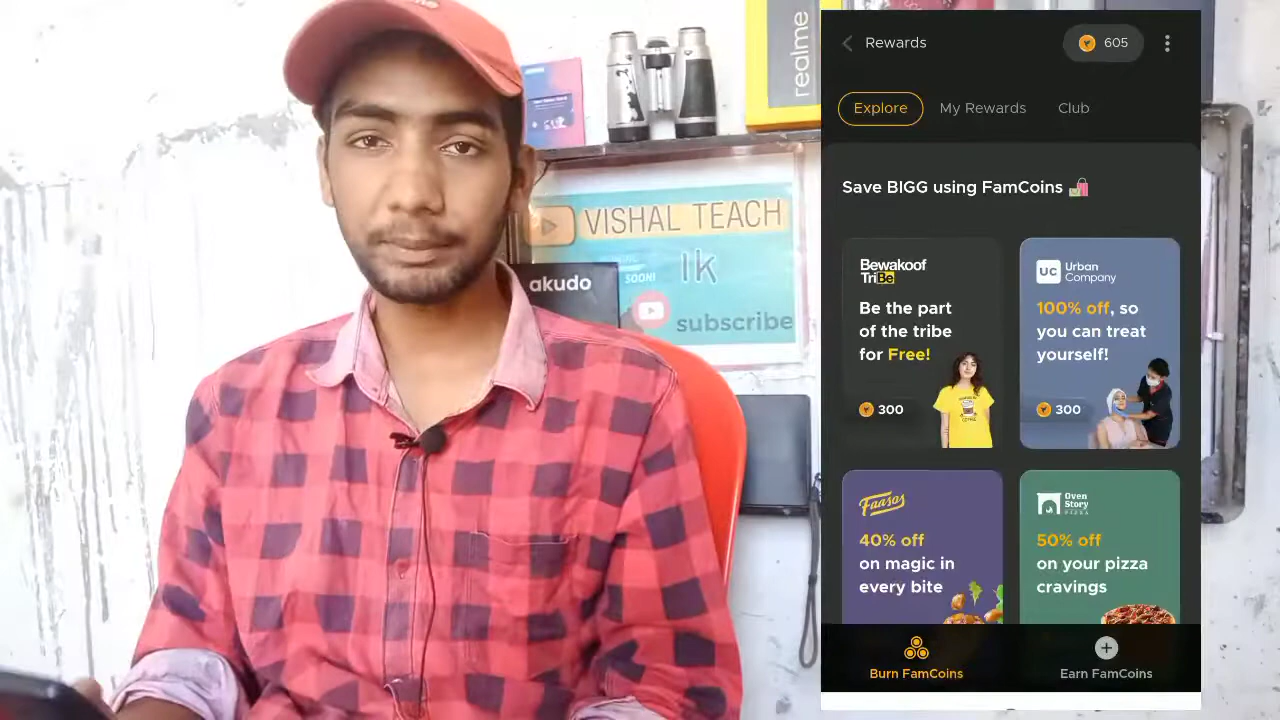 realme
VISHAL TEACH
1k
SOON!
akudo
subscribe
Rewards
605
Explore
My Rewards
Club
Save BIGG using FamCoins
Bewakoof
TriBe
Be the part
of the tribe
for Free!
300
UC Urban
Company
100% off, so
you can treat
yourself!
300
Faasos
40% off
on magic in
every bite
Oven
Story
PIZZA
50% off
on your pizza
cravings
Burn FamCoins
Earn FamCoins